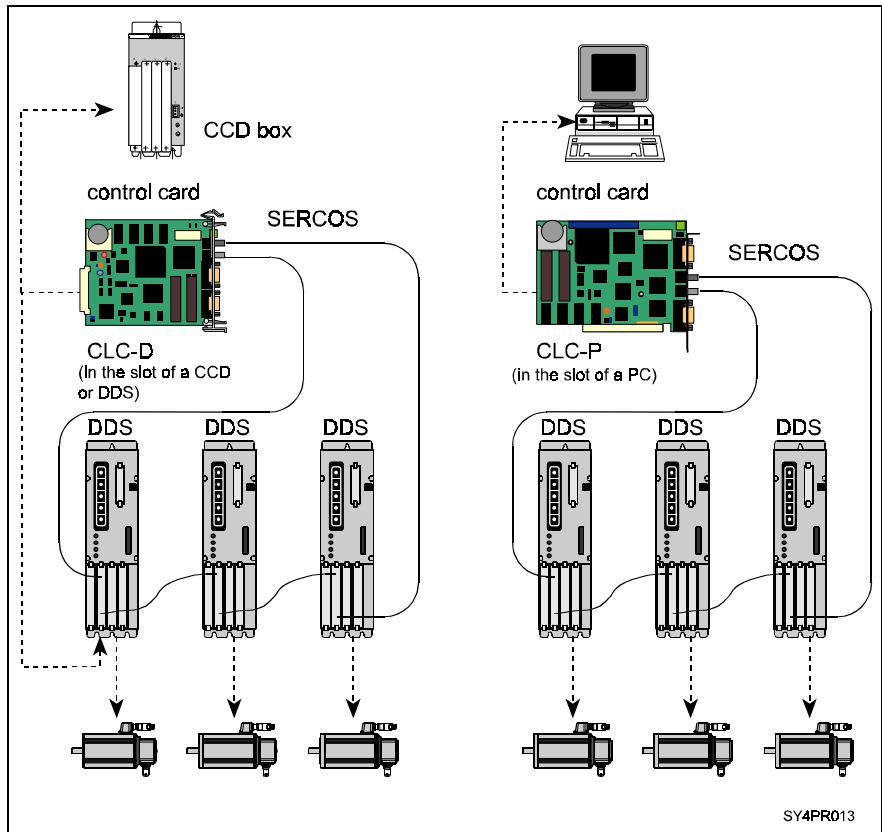 CCD box
control card
SERCOS
CLC-D
(In the slot of a CCD
or DDS)
DDS
DDS
DDS
control card
SERCOS
CLC-P
(in the slot of a PC)
DDS
DDS
DDS
SY4PR013